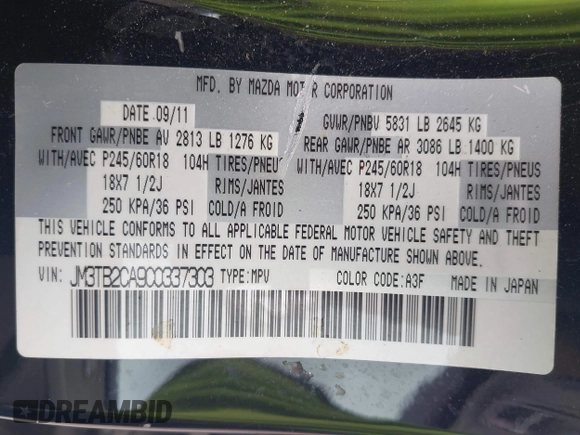 MFD. BY MAZDA MOTOR CORPORATION
DATE 09/11 GVWR/PNBV 5831 LB 2645 KG
FRONT GAWR/PNBE AV 2813 LB 1276 KG REAR GAWR/PNBE AR 3086 LB 1400 KG
WITH/AVEC P245/60R18 104H TIRES/PNEUS WITH/AVEC P245/60R18 104H TIRES/PNEUS
18X7 1/2J RIMS/JANTES 18X7 1/2J RIMS/JANTES
250 KPA/36 PSI COLD/A FROID 250 KPA/36 PSI COLD/A FROID
THIS VEHICLE CONFORMS TO ALL APPLICABLE FEDERAL MOTOR VEHICLE SAFETY AND THEFT
PREVENTION STANDARDS IN EFFECT ON THE DATE OF MANUFACTURE SHOWN ABOVE.
VIN: JM3TB2CA900337303 TYPE:MPV COLOR CODE:A3F MADE IN JAPAN
DREAMBID